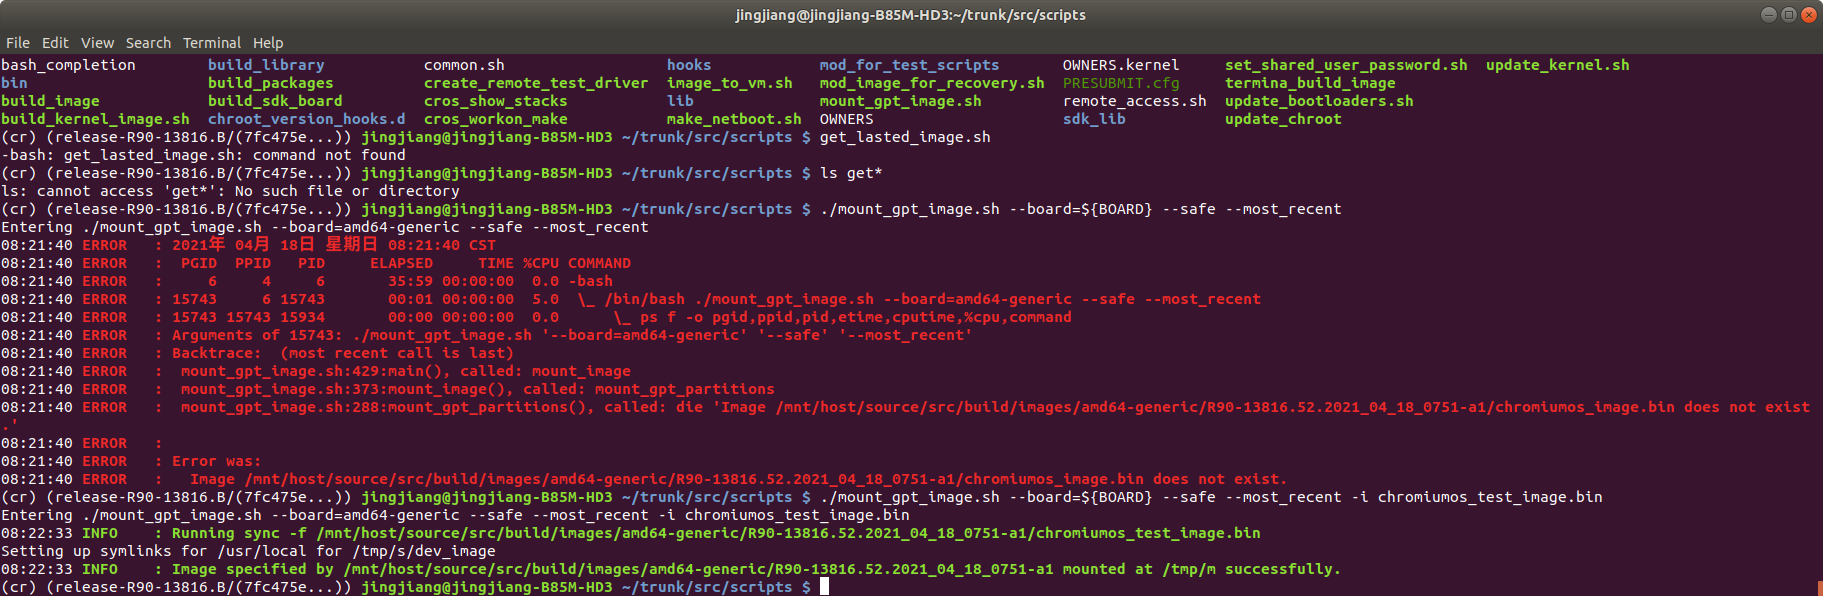 jingjiang@jingjiang-B85M-HD3:~/trunk/src/scripts
File Edit View Search Terminal Help
bash_completion build_library common.sh hooks mod_for_test_scripts OWNERS.kernel set_shared_user_password.sh update_kernel.sh
bin build_packages create_remote_test_driver image_to_vm.sh mod_image_for_recovery.sh PRESUBMIT.cfg termina_build_image
build_image build_sdk_board cros_show_stacks lib mount_gpt_image.sh remote_access.sh update_bootloaders.sh
build_kernel_image.sh chroot_version_hooks.d cros_workon_make make_netboot.sh OWNERS sdk_lib update_chroot
(cr) (release-R90-13816.B/(7fc475e...)) jingjiang@jingjiang-B85M-HD3 ~/trunk/src/scripts $ get_lasted_image.sh
-bash: get_lasted_image.sh: command not found
(cr) (release-R90-13816.B/(7fc475e...)) jingjiang@jingjiang-B85M-HD3 ~/trunk/src/scripts $ ls get*
ls: cannot access 'get*': No such file or directory
(cr) (release-R90-13816.B/(7fc475e...)) jingjiang@jingjiang-B85M-HD3 ~/trunk/src/scripts $ ./mount_gpt_image.sh --board=${BOARD} --safe --most_recent
Entering ./mount_gpt_image.sh --board=amd64-generic --safe --most_recent
08:21:40 ERROR : 2021年 04月 18日 星期日 08:21:40 CST
08:21:40 ERROR : PGID PPID PID ELAPSED TIME %CPU COMMAND
08:21:40 ERROR : 6 4 6 35:59 00:00:00 0.0 -bash
08:21:40 ERROR : 15743 6 15743 00:01 00:00:00 5.0 \_ /bin/bash ./mount_gpt_image.sh --board=amd64-generic --safe --most_recent
08:21:40 ERROR : 15743 15743 15934 00:00 00:00:00 0.0 \_ ps f -o pgid,ppid,pid,etime,cputime,%cpu,command
08:21:40 ERROR : Arguments of 15743: ./mount_gpt_image.sh '--board=amd64-generic' '--safe' '--most_recent'
08:21:40 ERROR : Backtrace: (most recent call is last)
08:21:40 ERROR : mount_gpt_image.sh:429:main(), called: mount_image
08:21:40 ERROR : mount_gpt_image.sh:373:mount_image(), called: mount_gpt_partitions
08:21:40 ERROR : mount_gpt_image.sh:288:mount_gpt_partitions(), called: die 'Image /mnt/host/source/src/build/images/amd64-generic/R90-13816.52.2021_04_18_0751-a1/chromiumos_image.bin does not exist
.'
08:21:40 ERROR :
08:21:40 ERROR : Error was:
08:21:40 ERROR : Image /mnt/host/source/src/build/images/amd64-generic/R90-13816.52.2021_04_18_0751-a1/chromiumos_image.bin does not exist.
(cr) (release-R90-13816.B/(7fc475e...)) jingjiang@jingjiang-B85M-HD3 ~/trunk/src/scripts $ ./mount_gpt_image.sh --board=${BOARD} --safe --most_recent -i chromiumos_test_image.bin
Entering ./mount_gpt_image.sh --board=amd64-generic --safe --most_recent -i chromiumos_test_image.bin
08:22:33 INFO : Running sync -f /mnt/host/source/src/build/images/amd64-generic/R90-13816.52.2021_04_18_0751-a1/chromiumos_test_image.bin
Setting up symlinks for /usr/local for /tmp/s/dev_image
08:22:33 INFO : Image specified by /mnt/host/source/src/build/images/amd64-generic/R90-13816.52.2021_04_18_0751-a1 mounted at /tmp/m successfully.
(cr) (release-R90-13816.B/(7fc475e...)) jingjiang@jingjiang-B85M-HD3 ~/trunk/src/scripts $